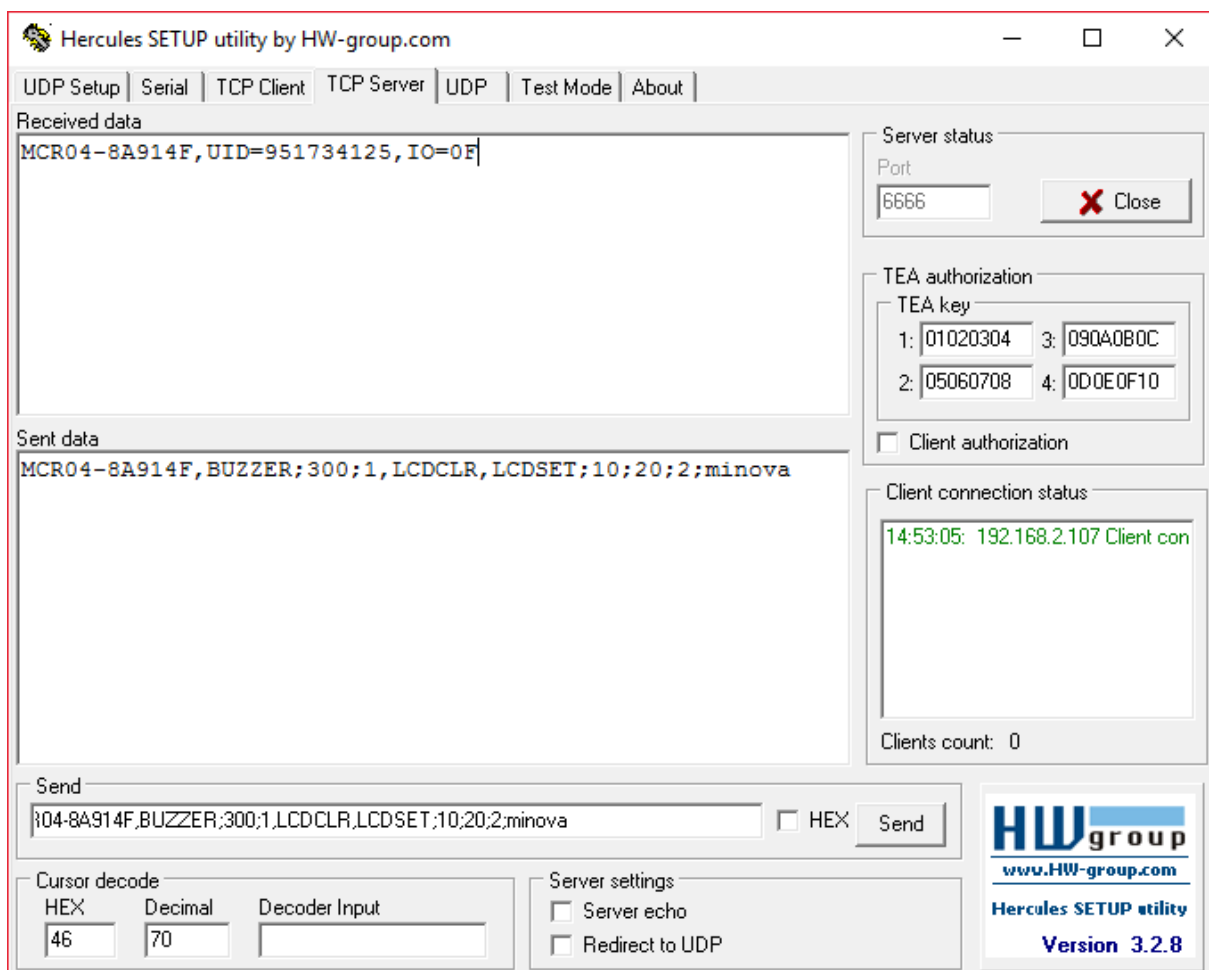 Hercules SETUP utility by HW-group.com
UDP Setup Serial TCP Client TCP Server UDP Test Mode About
Received data
MCR04-8A914F,UID=951734125,IO=0F
Server status
Port
6666
Close
TEA authorization
TEA key
1: 01020304 3: 090A0B0C
2: 05060708 4: 0D0E0F10
Client authorization
Sent data
MCR04-8A914F,BUZZER;300;1,LCDCLR,LCDSET;10;20;2;minova
Client connection status
14:53:05: 192.168.2.107 Client con
Clients count: 0
Send
04-8A914F,BUZZER;300;1,LCDCLR,LCDSET;10;20;2;minova HEX Send
Cursor decode
HEX Decimal Decoder Input
46 70
Server settings
Server echo
Redirect to UDP
HWgroup
www.HW-group.com
Hercules SETUP utility
Version 3.2.8